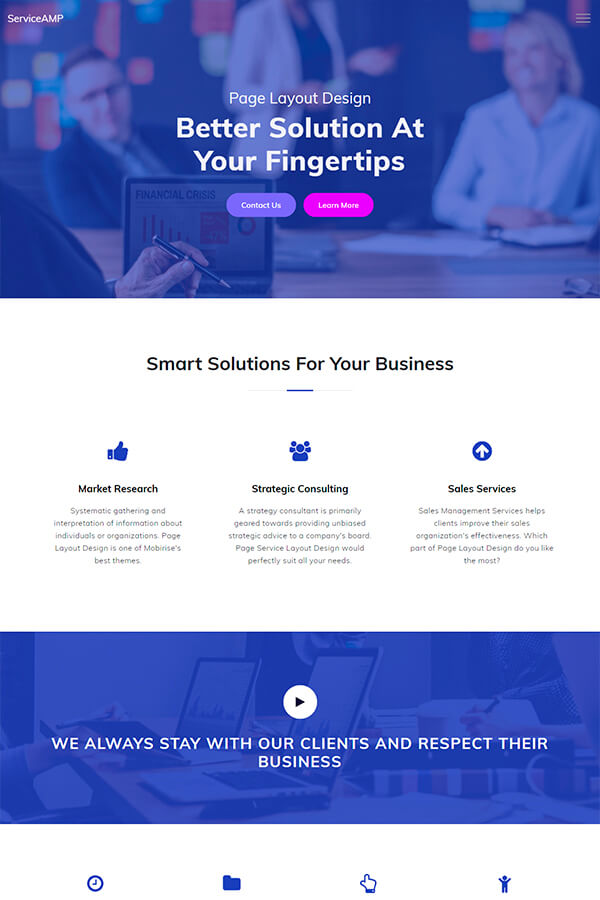 ServiceAMP
Page Layout Design
Better Solution At
Your Fingertips
Contact Us
Learn More
FINANCIAL CRISIS
Smart Solutions For Your Business
Market Research
Systematic gathering and
interpretation of information about
individuals or organizations. Page
Layout Design is one of Mobirise's
best themes.
Strategic Consulting
A strategy consultant is primarily
geared towards providing unbiased
strategic advice to a company's board.
Page Service Layout Design would
perfectly suit all your needs.
Sales Services
Sales Management Services helps
clients improve their sales
organization's effectiveness. Which
part of Page Layout Design do you like
the most?
WE ALWAYS STAY WITH OUR CLIENTS AND RESPECT THEIR
BUSINESS